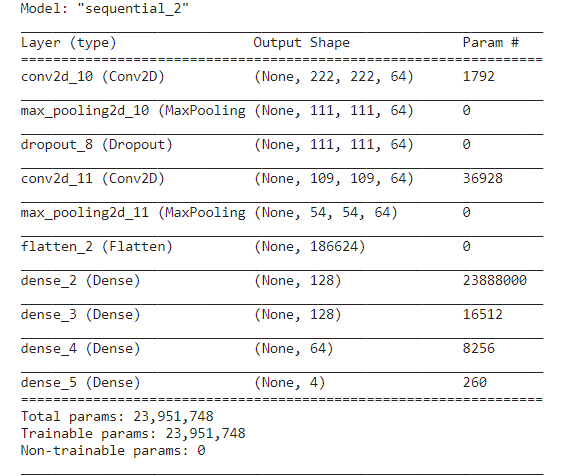 Model: "sequential_2"
Layer (type) Output Shape Param #
conv2d_10 (Conv2D) (None, 222, 222, 64) 1792
max_pooling2d_10 (MaxPooling (None, 111, 111, 64) 0
dropout_8 (Dropout) (None, 111, 111, 64) 0
conv2d_11 (Conv2D) (None, 109, 109, 64) 36928
max_pooling2d_11 (MaxPooling (None, 54, 54, 64) 0
flatten_2 (Flatten) (None, 186624) 0
dense_2 (Dense) (None, 128) 23888000
dense_3 (Dense) (None, 128) 16512
dense_4 (Dense) (None, 64) 8256
dense_5 (Dense) (None, 4) 260
Total params: 23,951,748
Trainable params: 23,951,748
Non-trainable params: 0